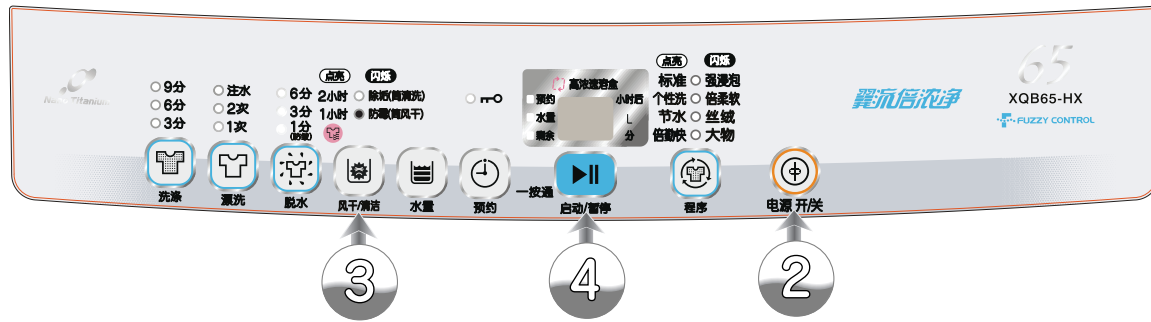 65
XQB65-HX
FUZZY CONTROL
翼流倍浓净
Nano Titanium
9分
6分
3分
洗涤
注水
2次
1次
漂洗
6分
3分
1分
脱水
点亮 闪烁
2小时 除垢(筒清洗)
1小时 防霉(筒风干)
风干/清洁
水量
预约
一按通
高浓速溶盒
预约 小时后
水量 L
剩余 分
启动/暂停
点亮 闪烁
标准 强浸泡
个性洗 倍柔软
节水 丝绒
倍勤快 大物
程序
电源 开/关
3
4
2